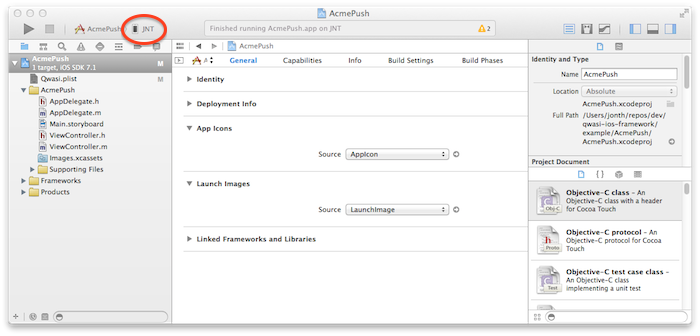 AcmePush
AcmePush
JNT
Finished running AcmePush.app on JNT
2
AcmePush
1 target, iOS SDK 7.1
M
Qwasi.plist
M
AcmePush
AppDelegate.h
AppDelegate.m
Main.storyboard
ViewController.h
ViewController.m
Images.xcassets
Supporting Files
Frameworks
Products
AcmePush
General
Capabilities
Info
Build Settings
Build Phases
Identity
Deployment Info
App Icons
Source
AppIcon
Launch Images
Source
LaunchImage
Linked Frameworks and Libraries
Identity and Type
Name
AcmePush
Location
Absolute
AcmePush.xcodeproj
Full Path
/Users/jonth/repos/dev/
qwasi-ios-framework/
example/AcmePush/
AcmePush.xcodeproj
Project Document
{ }
Obj-C
Objective-C class – An
Objective-C class with a header
for Cocoa Touch
Proto
Objective-C protocol – An
Objective-C protocol for Cocoa
Touch
Test
Objective-C test case class –
An Objective-C class
implementing a unit test